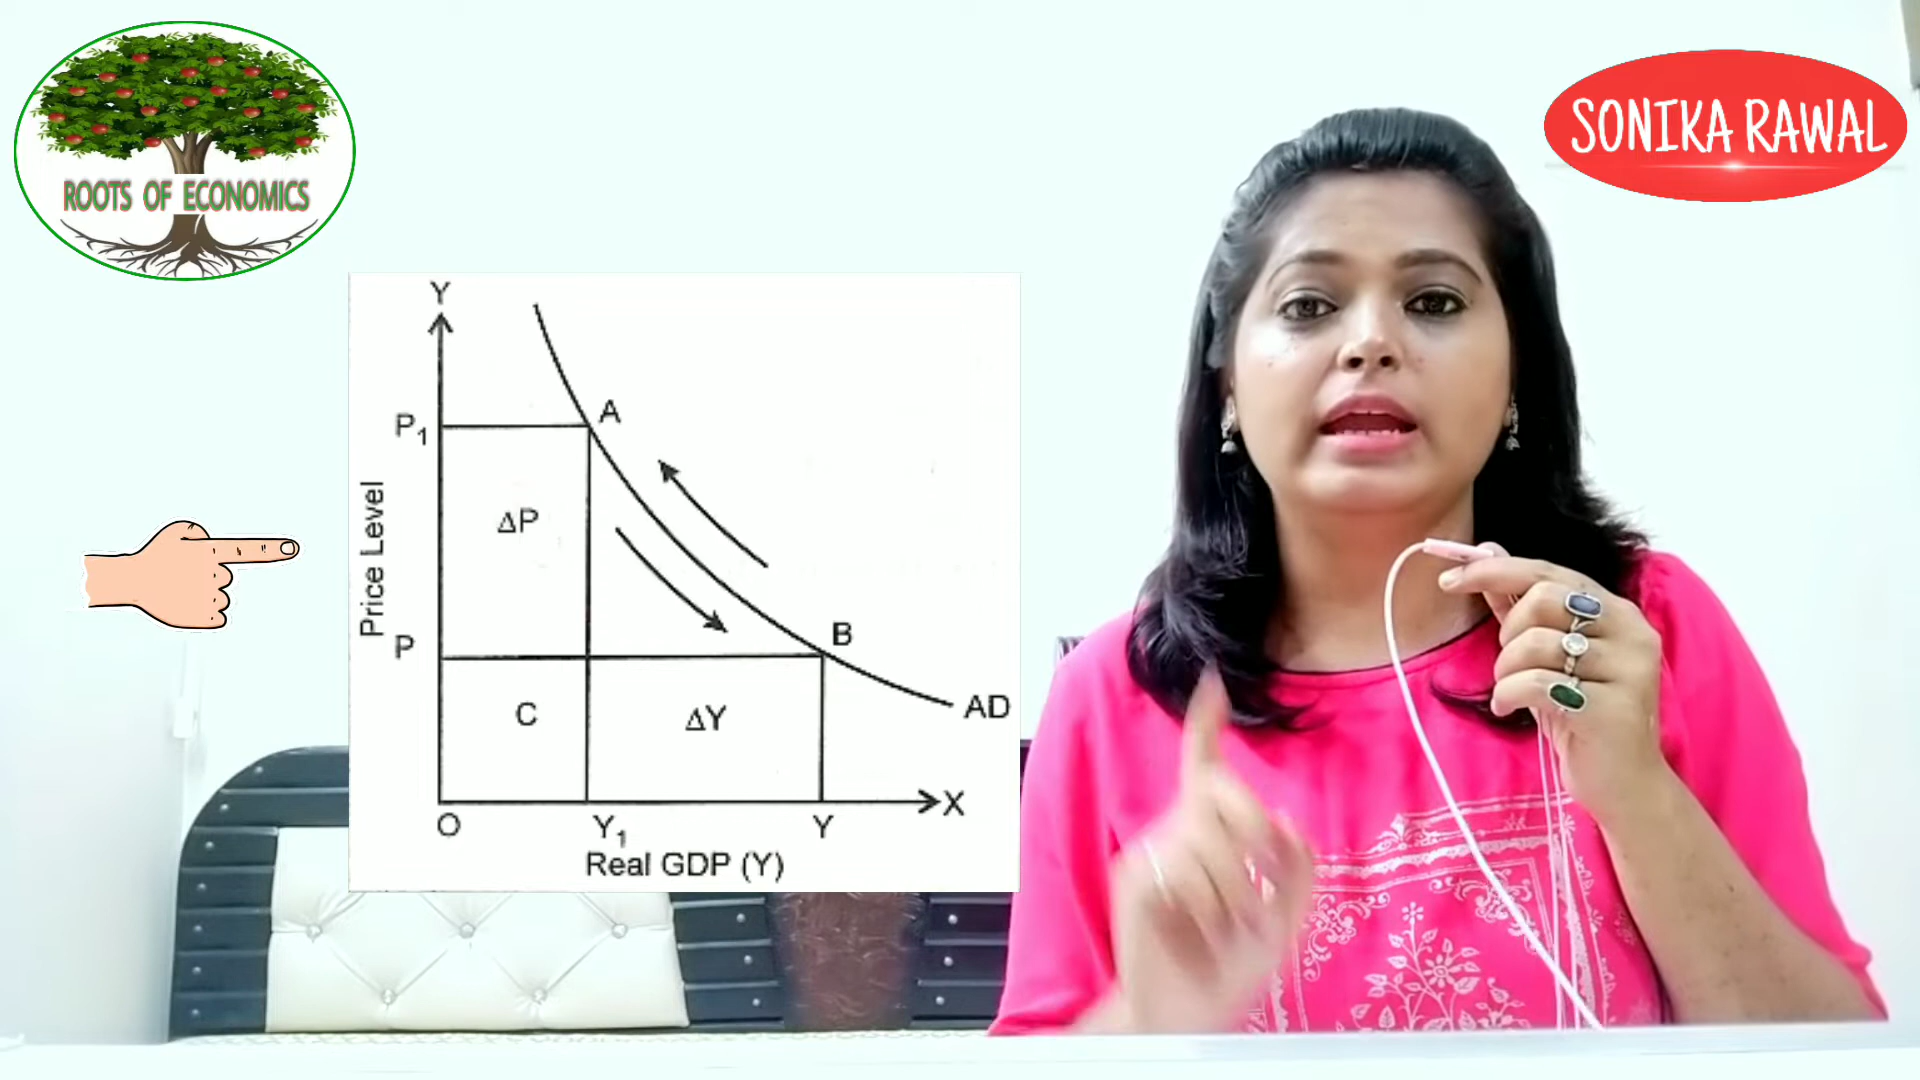 ROOTS OF ECONOMICS
SONIKA RAWAL
Y
P₁
A
ΔP
Price Level
P
B
C
ΔY
AD
X
O
Y₁
Y
Real GDP (Y)